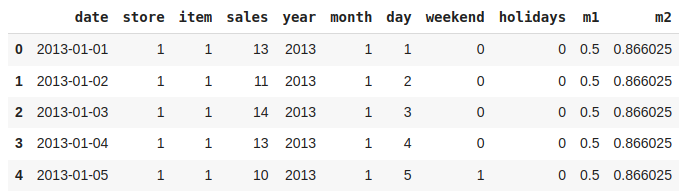 date store item sales year month day weekend holidays m1 m2
0 2013-01-01 1 1 13 2013 1 1 0 0 0.5 0.866025
1 2013-01-02 1 1 11 2013 1 2 0 0 0.5 0.866025
2 2013-01-03 1 1 14 2013 1 3 0 0 0.5 0.866025
3 2013-01-04 1 1 13 2013 1 4 0 0 0.5 0.866025
4 2013-01-05 1 1 10 2013 1 5 1 0 0.5 0.866025